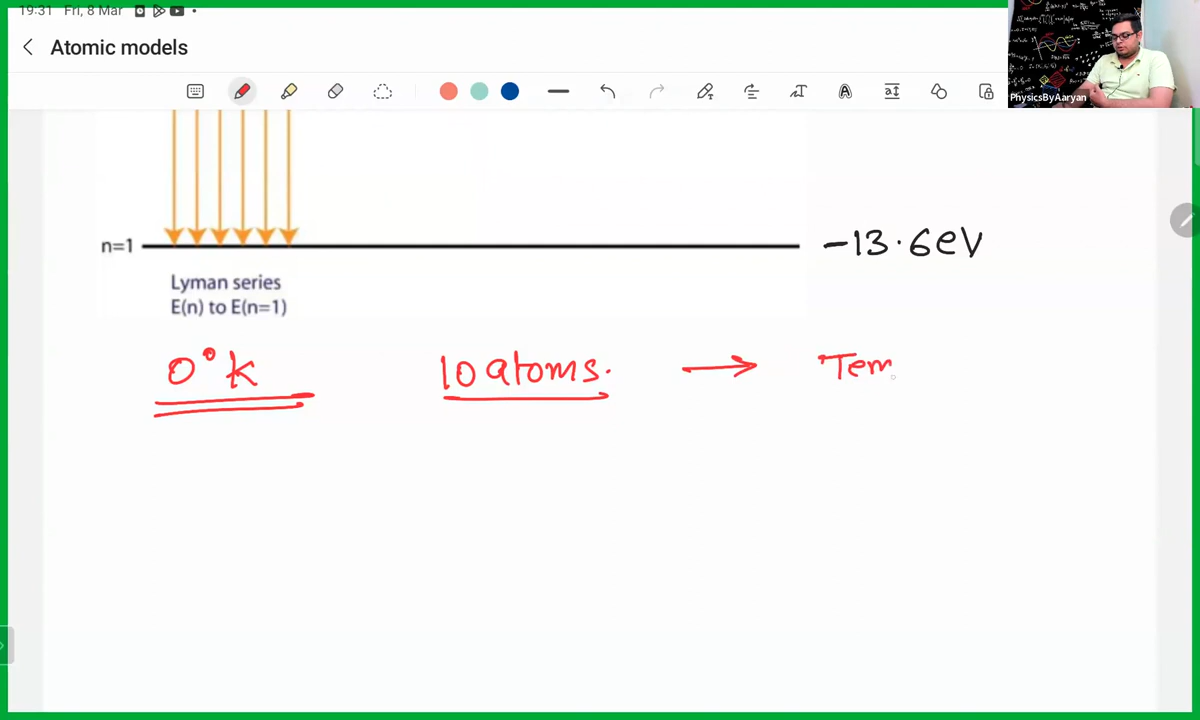 19:31 Fri, 8 Mar
Atomic models
PhysicsByAaryan
n=1
-13.6eV
Lyman series
E(n) to E(n=1)
0°k 10 atoms. → Tem